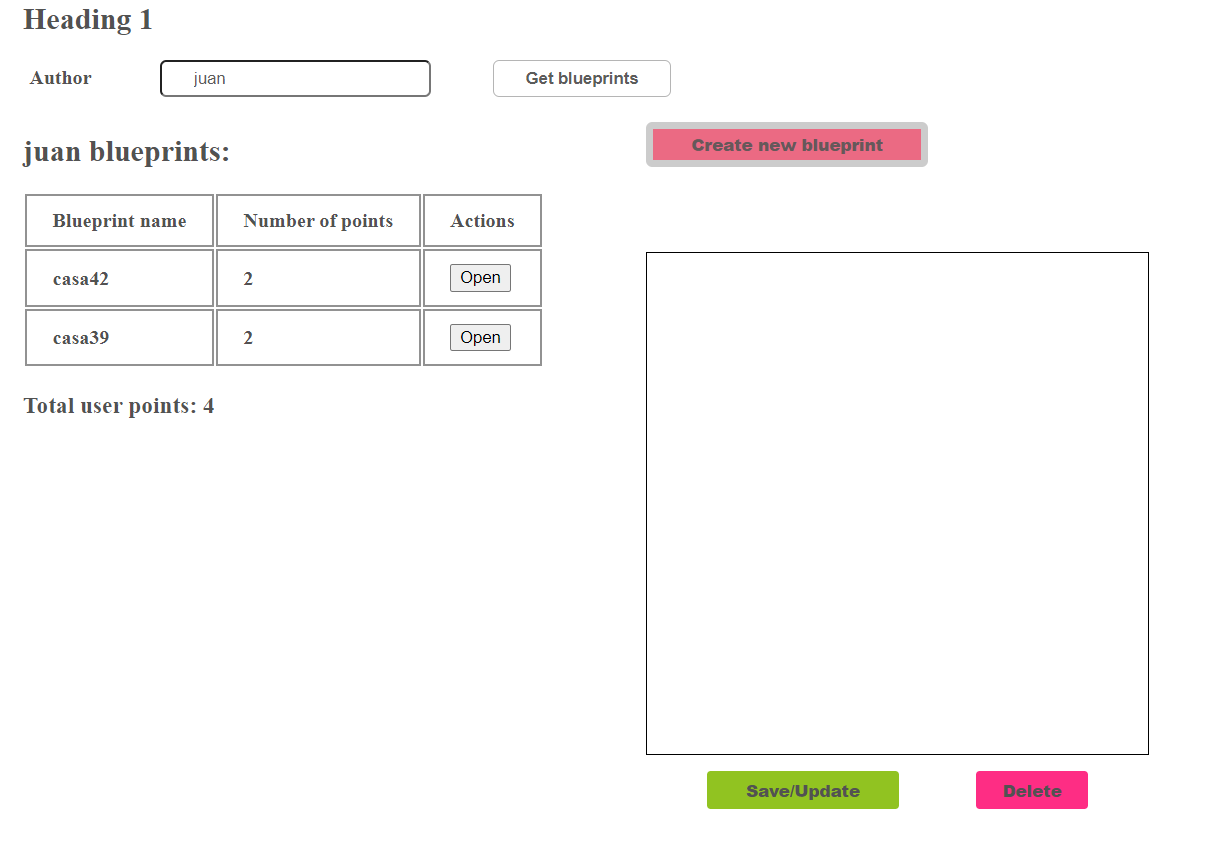 Heading 1
Author juan Get blueprints
juan blueprints:
Create new blueprint
Blueprint name Number of points Actions
casa42 2 Open
casa39 2 Open
Total user points: 4
Save/Update Delete